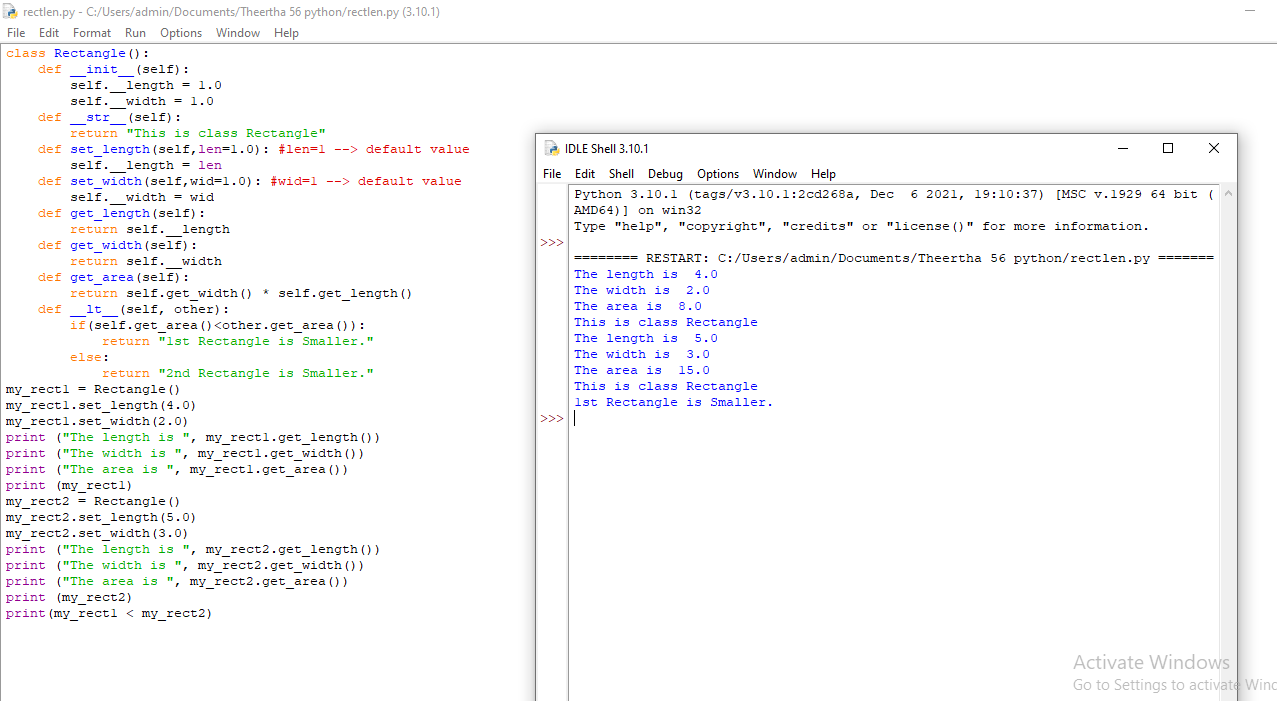 rectlen.py - C:/Users/admin/Documents/Theertha 56 python/rectlen.py (3.10.1)
File Edit Format Run Options Window Help
class Rectangle():
    def __init__(self):
        self.__length = 1.0
        self.__width = 1.0
    def __str__(self):
        return "This is class Rectangle"
    def set_length(self,len=1.0): #len=1 --> default value
        self.__length = len
    def set_width(self,wid=1.0): #wid=1 --> default value
        self.__width = wid
    def get_length(self):
        return self.__length
    def get_width(self):
        return self.__width
    def get_area(self):
        return self.get_width() * self.get_length()
    def __lt__(self, other):
        if(self.get_area()<other.get_area()):
            return "1st Rectangle is Smaller."
        else:
            return "2nd Rectangle is Smaller."
my_rect1 = Rectangle()
my_rect1.set_length(4.0)
my_rect1.set_width(2.0)
print ("The length is ", my_rect1.get_length())
print ("The width is ", my_rect1.get_width())
print ("The area is ", my_rect1.get_area())
print (my_rect1)
my_rect2 = Rectangle()
my_rect2.set_length(5.0)
my_rect2.set_width(3.0)
print ("The length is ", my_rect2.get_length())
print ("The width is ", my_rect2.get_width())
print ("The area is ", my_rect2.get_area())
print (my_rect2)
print(my_rect1 < my_rect2)
IDLE Shell 3.10.1
File Edit Shell Debug Options Window Help
Python 3.10.1 (tags/v3.10.1:2cd268a, Dec  6 2021, 19:10:37) [MSC v.1929 64 bit (
AMD64)] on win32
Type "help", "copyright", "credits" or "license()" for more information.
>>>
======== RESTART: C:/Users/admin/Documents/Theertha 56 python/rectlen.py =======
The length is  4.0
The width is  2.0
The area is  8.0
This is class Rectangle
The length is  5.0
The width is  3.0
The area is  15.0
This is class Rectangle
1st Rectangle is Smaller.
>>>
Activate Windows
Go to Settings to activate Winc